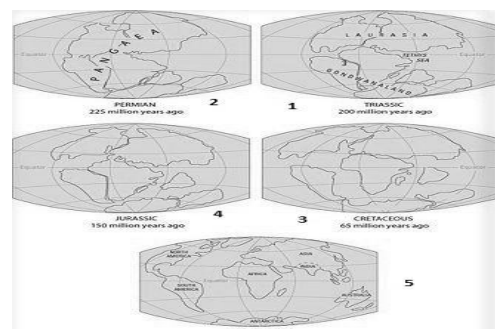 PANGAEA
Equator
PERMIAN
225 million years ago
2
LAURASIA
TETHYS
SEA
GONDWANALAND
Equator
1
TRIASSIC
200 million years ago
Equator
JURASSIC
150 million years ago
4
Equator
3
CRETACEOUS
65 million years ago
NORTH
AMERICA
ASIA
AFRICA
INDIA
Equator
SOUTH
AMERICA
AUSTRALIA
ANTARCTICA
5